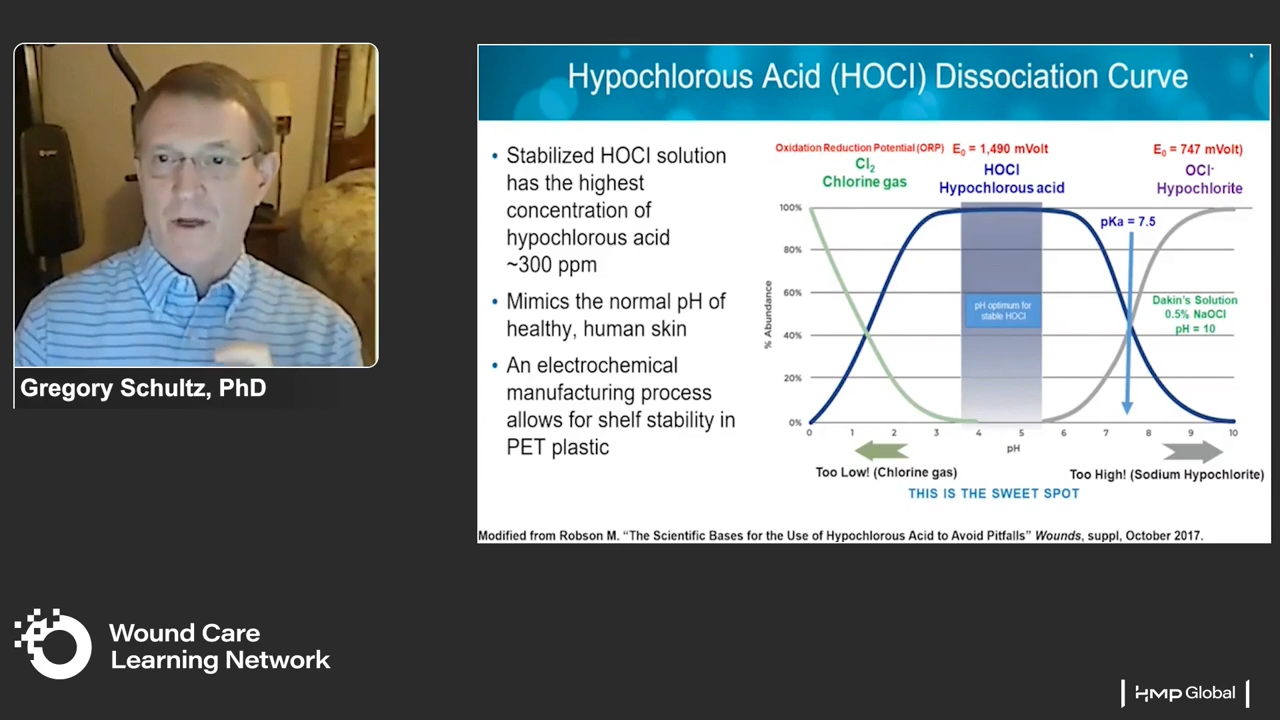 Gregory Schultz, PhD
Hypochlorous Acid (HOCl) Dissociation Curve
• Stabilized HOCl solution
has the highest
concentration of
hypochlorous acid
~300 ppm
• Mimics the normal pH of
healthy, human skin
• An electrochemical
manufacturing process
allows for shelf stability in
PET plastic
Oxidation Reduction Potential (ORP) E₀ = 1,490 mVolt E₀ = 747 mVolt)
Cl₂
Chlorine gas
HOCl
Hypochlorous acid
OCl⁻
Hypochlorite
pKa = 7.5
% Abundance
100%
80%
60%
40%
20%
0%
pH optimum for
stable HOCl
Dakin's Solution
0.5% NaOCl
pH = 10
0 1 2 3 4 5 6 7 8 9 10
pH
Too Low! (Chlorine gas)
Too High! (Sodium Hypochlorite)
THIS IS THE SWEET SPOT
Modified from Robson M. “The Scientific Bases for the Use of Hypochlorous Acid to Avoid Pitfalls” Wounds, suppl, October 2017.
Wound Care
Learning Network
HMP Global